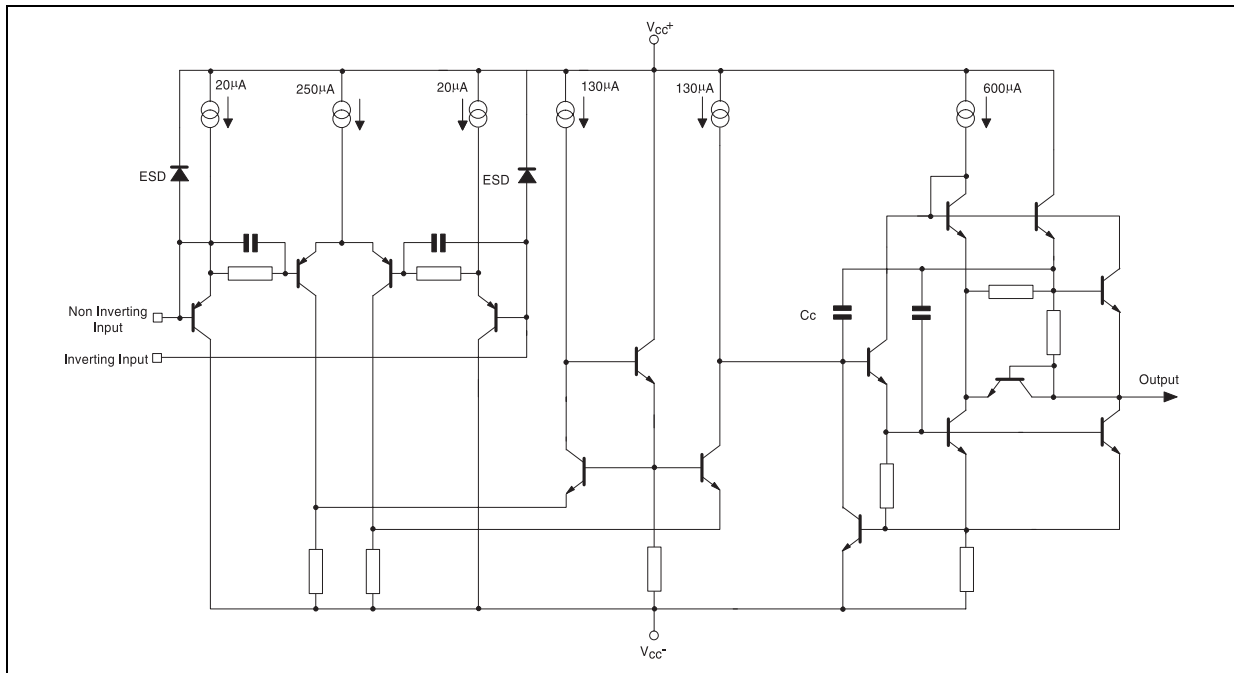 Vcc+
20µA
250µA
20µA
130µA
130µA
600µA
ESD
ESD
Non Inverting
Input
Inverting Input
Cc
Output
Vcc-